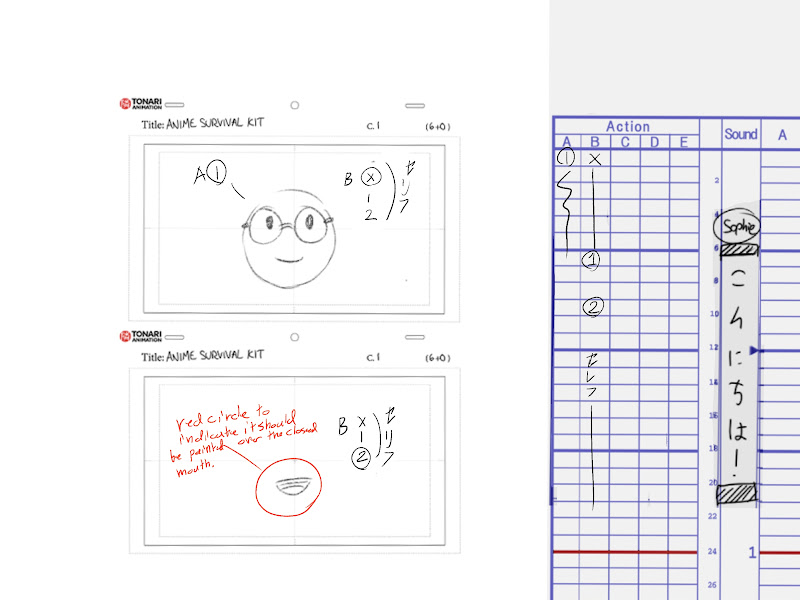 TONARI
ANIMATION
Title: ANIME SURVIVAL KIT
C.1
(6+0)
A①
B ⓧ
1
2
セ
リ
フ
TONARI
ANIMATION
Title: ANIME SURVIVAL KIT
C.1
(6+0)
red circle to
indicate it should
be painted over the closed
mouth.
B X
1
②
セ
リ
フ
Action
Sound
A
A B C D E
① X
①
②
セ
リ
フ
2
4
6
8
10
12
14
16
18
20
22
24
26
Sophie
こんにちは!
1